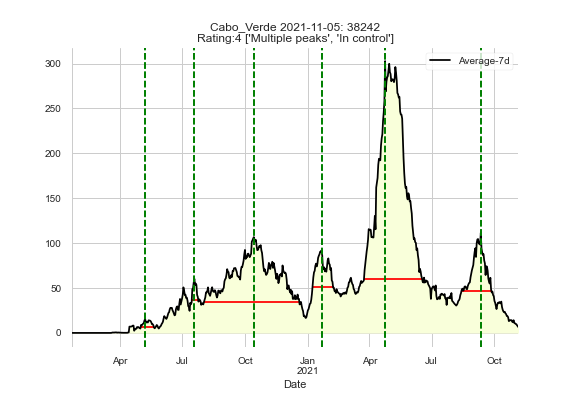 Cabo_Verde 2021-11-05: 38242
Rating:4 ['Multiple peaks', 'In control']
Average-7d
300
250
200
150
100
50
0
Apr Jul Oct Jan Apr Jul Oct
2021
Date